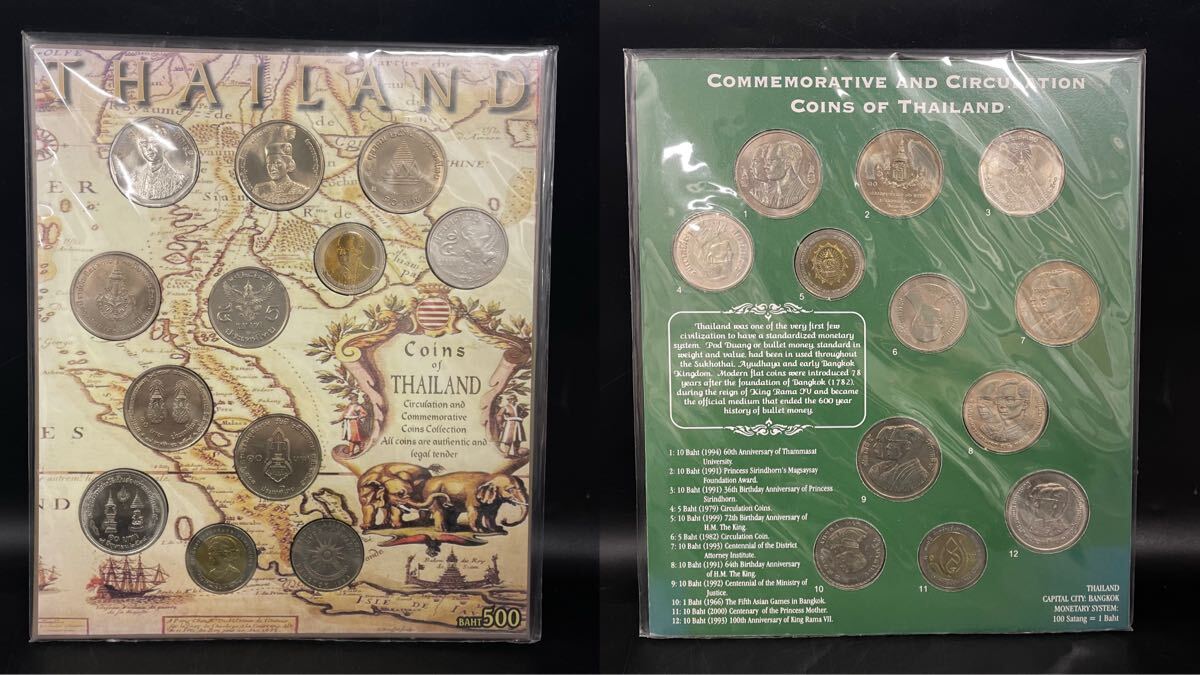 THAILAND
Coins
of
THAILAND
Circulation and
Commemorative
Coins Collection
All coins are authentic and
legal tender
BAHT 500
COMMEMORATIVE AND CIRCULATION
COINS OF THAILAND
1
2
3
4
5
6
7
8
9
10
11
12
Thailand was one of the very first few
civilization to have a standardized monetary
system. Pod Duang or bullet money, standard in
weight and value, had been in used throughout
the Sukhothai, Ayudhaya and early Bangkok
Kingdom. Modern flat coins were introduced 78
years after the foundation of Bangkok (1782),
during the reign of King Rama IV and became
the official medium that ended the 600 year
history of bullet money.
1: 10 Baht (1994) 60th Anniversary of Thammasat
University.
2: 10 Baht (1991) Princess Sirindhorn's Magsaysay
Foundation Award.
3: 10 Baht (1991) 36th Birthday Anniversary of Princess
Sirindhorn.
4: 5 Baht (1979) Circulation Coins.
5: 10 Baht (1999) 72th Birthday Anniversary of
H.M. The King.
6: 5 Baht (1982) Circulation Coin.
7: 10 Baht (1993) Centennial of the District
Attorney Institute.
8: 10 Baht (1991) 64th Birthday Anniversary
of H.M. The King.
9: 10 Baht (1992) Centennial of the Ministry of
Justice.
10: 1 Baht (1966) The Fifth Asian Games in Bangkok.
11: 10 Baht (2000) Centenary of the Princess Mother.
12: 10 Baht (1993) 100th Anniversary of King Rama VII.
THAILAND
CAPITAL CITY: BANGKOK
MONETARY SYSTEM:
100 Satang = 1 Baht